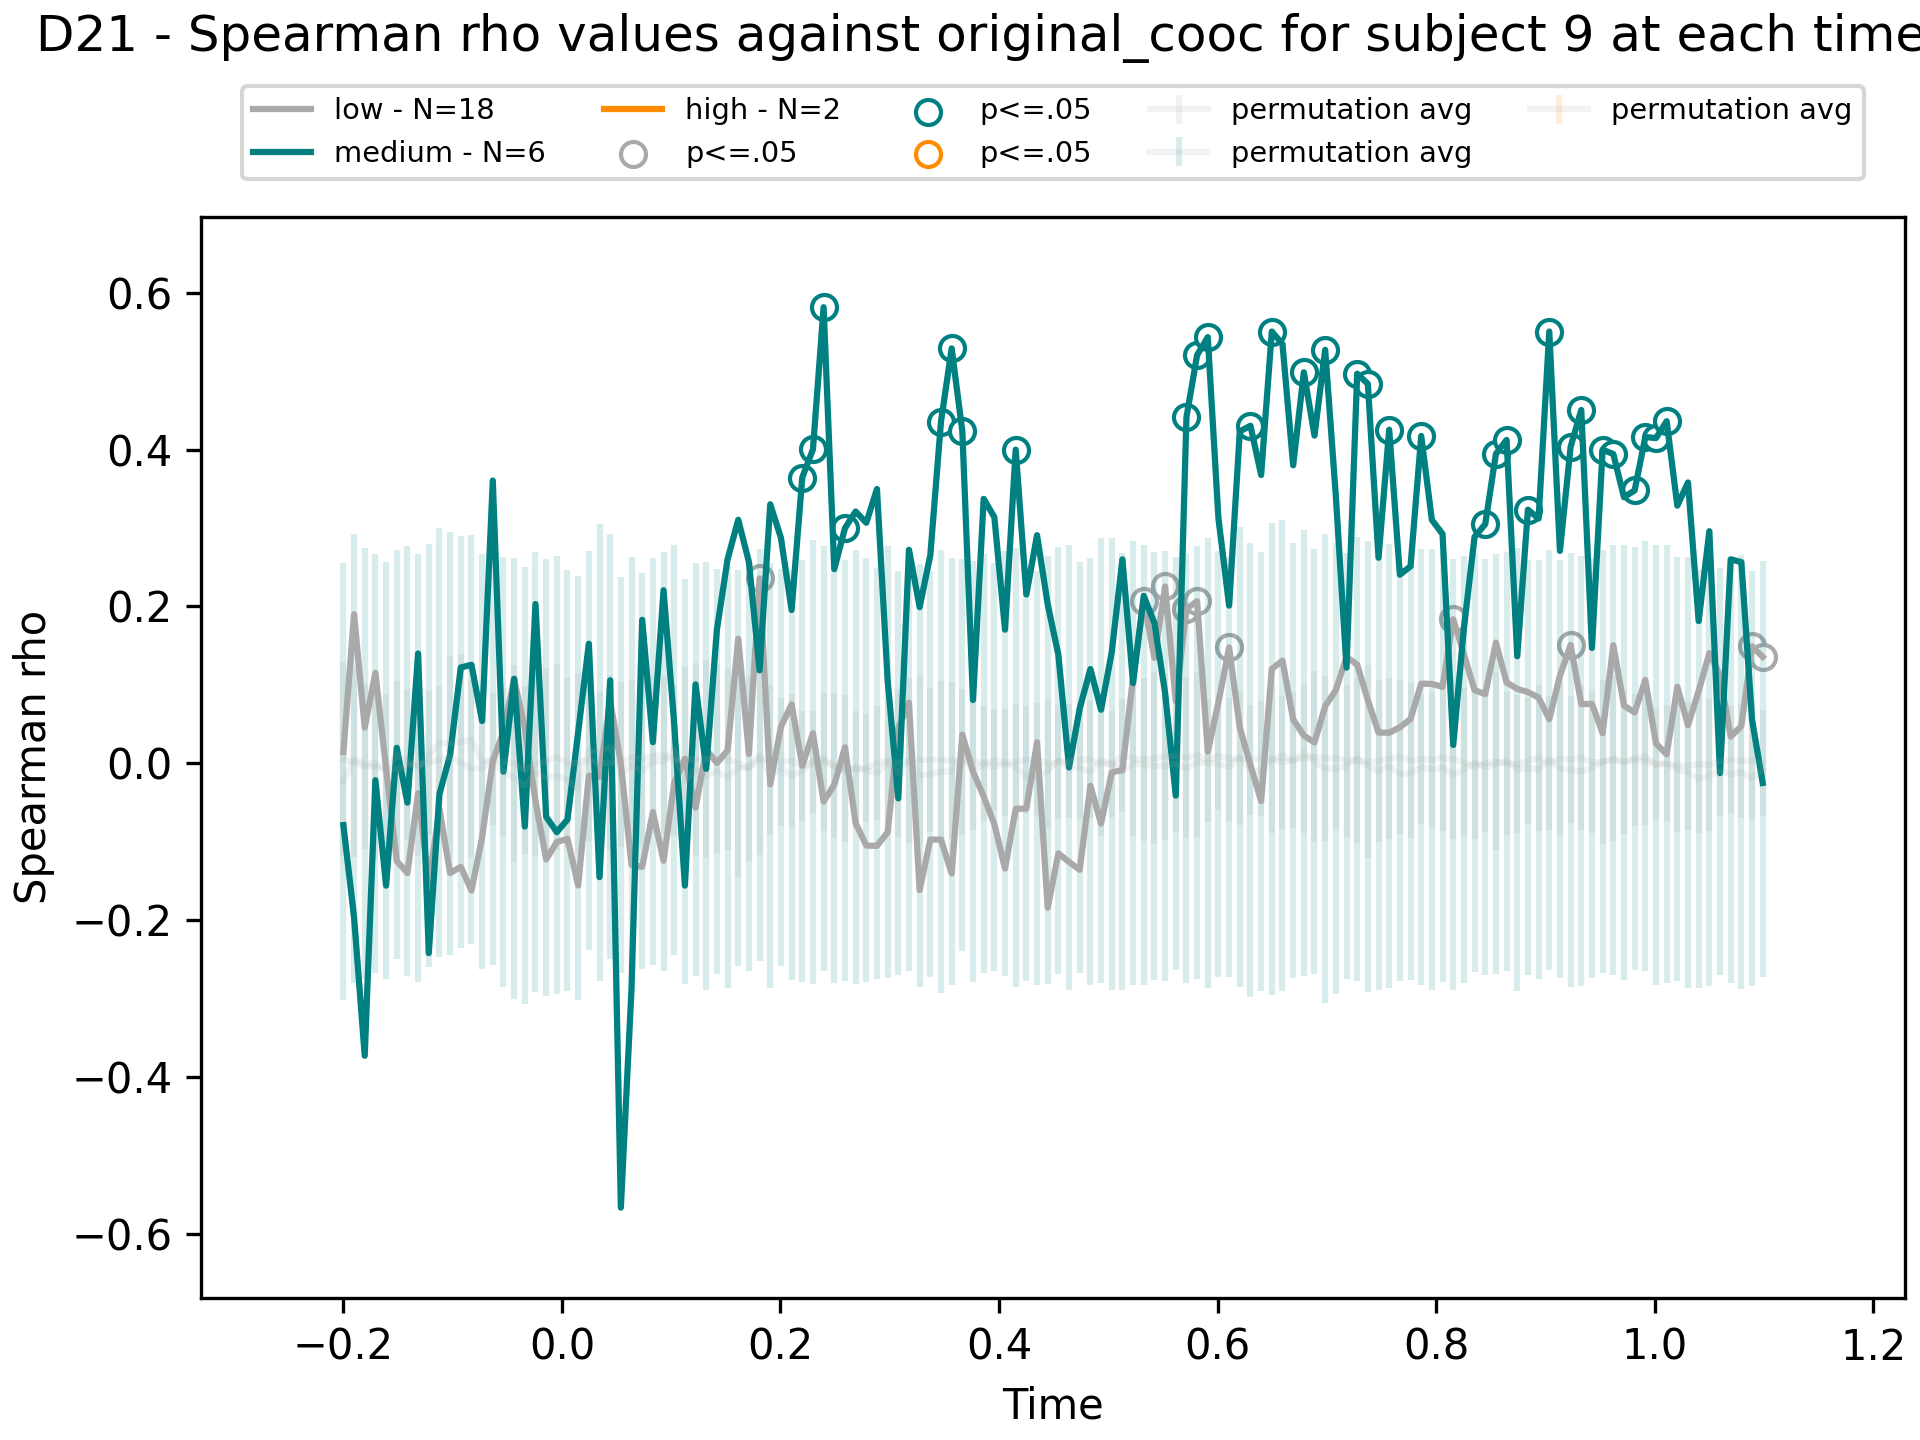 D21 - Spearman rho values against original_cooc for subject 9 at each time
low - N=18
medium - N=6
high - N=2
p<=.05
p<=.05
p<=.05
permutation avg
permutation avg
permutation avg
Spearman rho
0.6
0.4
0.2
0.0
−0.2
−0.4
−0.6
−0.2 0.0 0.2 0.4 0.6 0.8 1.0 1.2
Time